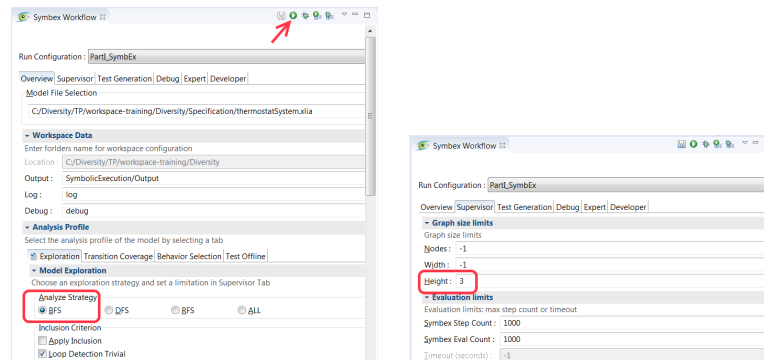 Symbex Workflow
Run Configuration : PartI_SymbEx
Overview Supervisor Test Generation Debug Expert Developer
Model File Selection
C:/Diversity/TP/workspace-training/Diversity/Specification/thermostatSystem.xlia
Workspace Data
Enter forlders name for workspace configuration
Location : C:/Diversity/TP/workspace-training/Diversity
Output : SymbolicExecution/Output
Log : log
Debug : debug
Analysis Profile
Select the analysis profile of the model by selecting a tab
Exploration Transition Coverage Behavior Selection Test Offline
Model Exploration
Choose an exploration strategy and set a limitation in Supervisor Tab
Analyze Strategy
BFS DFS RFS ALL
Inclusion Criterion
Apply Inclusion
Loop Detection Trivial
Symbex Workflow
Run Configuration : PartI_SymbEx
Overview Supervisor Test Generation Debug Expert Developer
Graph size limits
Graph size limits
Nodes : -1
Width : -1
Height : 3
Evaluation limits
Evaluation limits: max step count or timeout
Symbex Step Count : 1000
Symbex Eval Count : 1000
Timeout (seconds) : -1